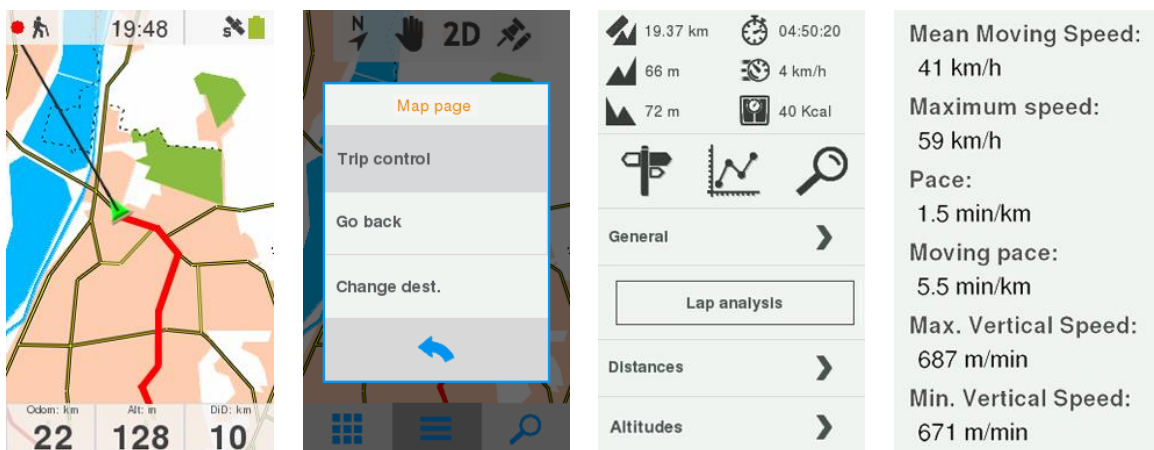 19:48
S
Odom: km
Alt: m
DiD: km
22
128
10
N
2D
Map page
Trip control
Go back
Change dest.
19.37 km
04:50:20
66 m
4 km/h
72 m
40 Kcal
General
Lap analysis
Distances
Altitudes
Mean Moving Speed:
41 km/h
Maximum speed:
59 km/h
Pace:
1.5 min/km
Moving pace:
5.5 min/km
Max. Vertical Speed:
687 m/min
Min. Vertical Speed:
671 m/min